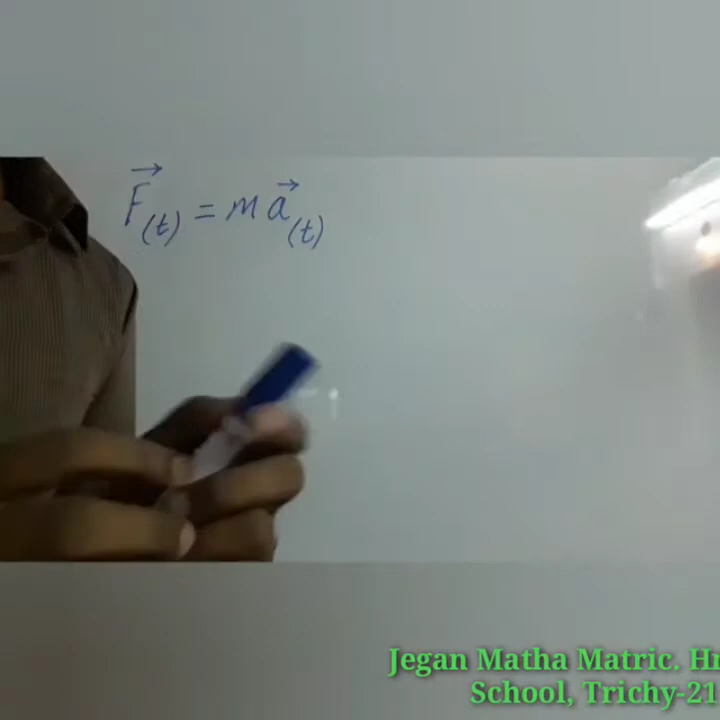 F⃗(t) = m a⃗(t)
Jegan Matha Matric. Hr
School, Trichy-21